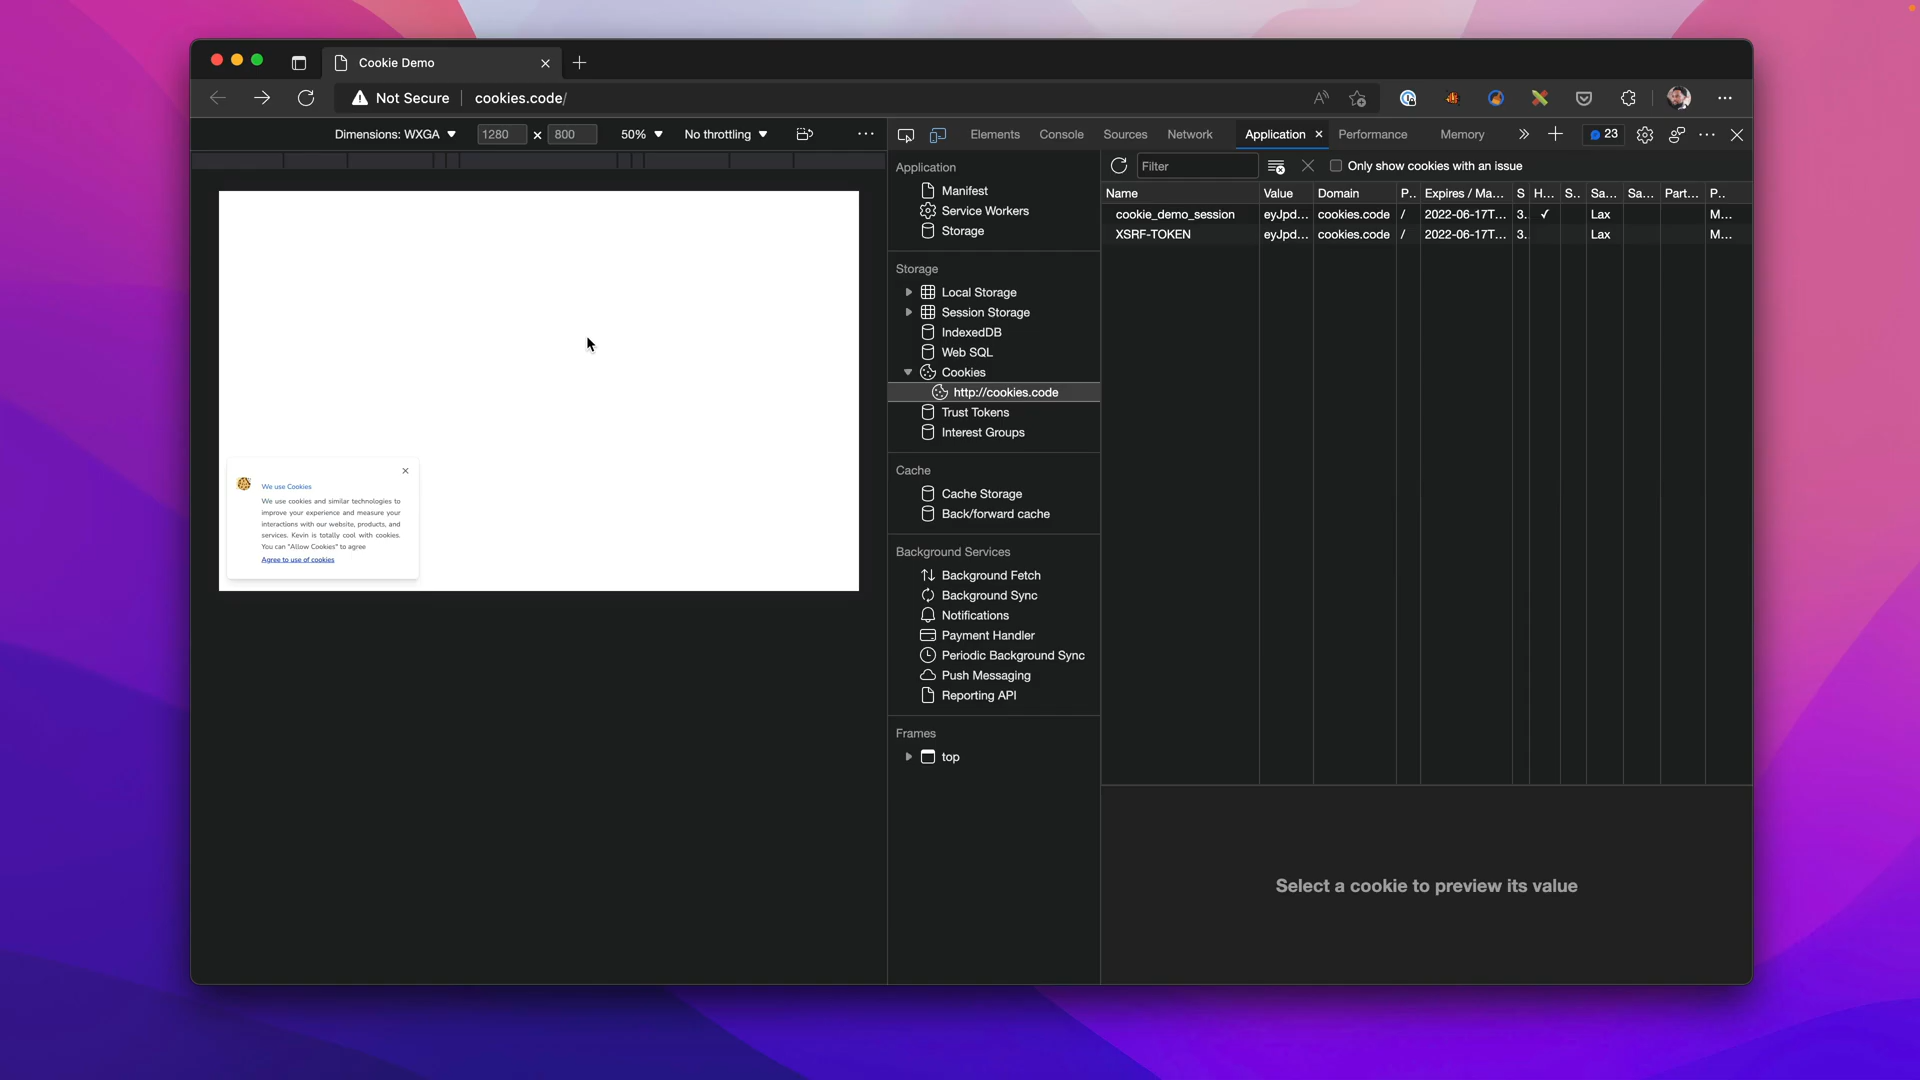 Cookie Demo
Not Secure cookies.code/
Dimensions: WXGA 1280 × 800 50% No throttling
Elements Console Sources Network Application Performance Memory 23
Application
Manifest
Service Workers
Storage
Storage
Local Storage
Session Storage
IndexedDB
Web SQL
Cookies
http://cookies.code
Trust Tokens
Interest Groups
Cache
Cache Storage
Back/forward cache
Background Services
Background Fetch
Background Sync
Notifications
Payment Handler
Periodic Background Sync
Push Messaging
Reporting API
Frames
top
Filter Only show cookies with an issue
Name Value Domain P.. Expires / Ma... S H... S.. Sa... Sa... Part... P..
cookie_demo_session eyJpd... cookies.code / 2022-06-17T... 3. ✓ Lax M...
XSRF-TOKEN eyJpd... cookies.code / 2022-06-17T... 3. Lax M...
Select a cookie to preview its value
We use Cookies
We use cookies and similar technologies to
improve your experience and measure your
interactions with our website, products, and
services. Kevin is totally cool with cookies.
You can "Allow Cookies" to agree
Agree to use of cookies